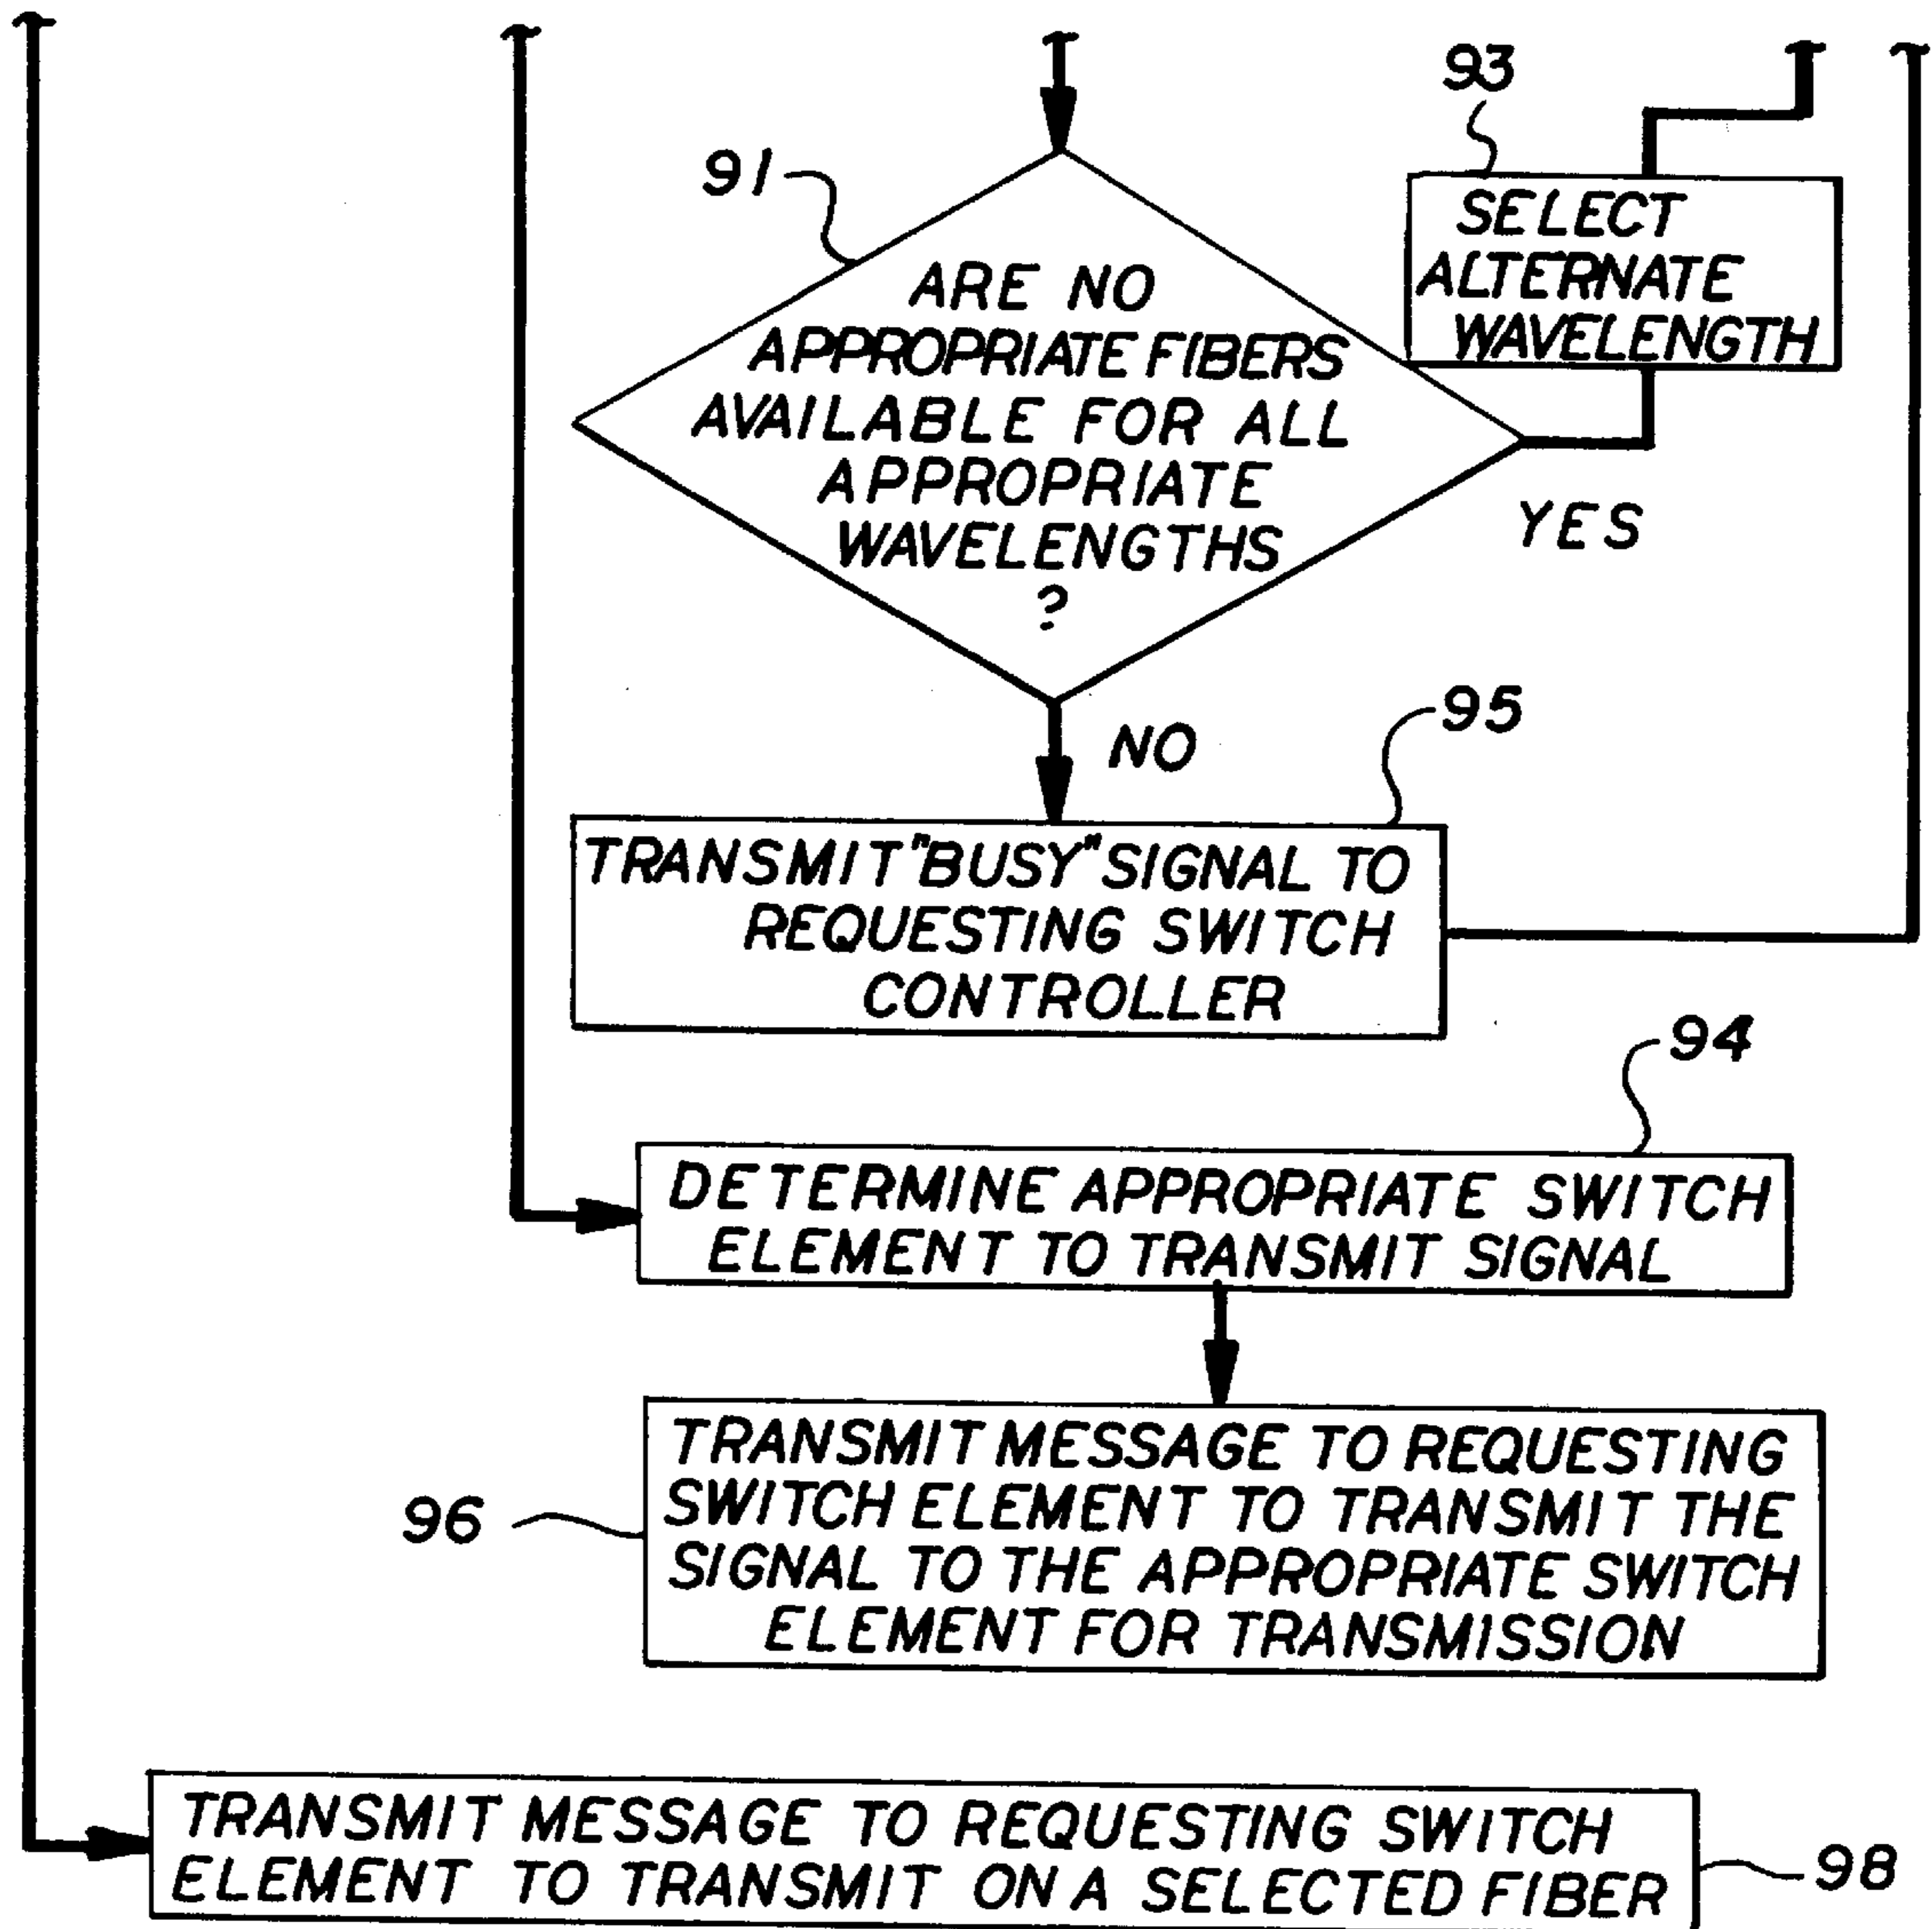 93
91
SELECT
ALTERNATE
WAVELENGTH
ARE NO
APPROPRIATE FIBERS
AVAILABLE FOR ALL
APPROPRIATE
WAVELENGTHS
?
YES
NO
95
TRANSMIT "BUSY" SIGNAL TO
REQUESTING SWITCH
CONTROLLER
94
DETERMINE APPROPRIATE SWITCH
ELEMENT TO TRANSMIT SIGNAL
96
TRANSMIT MESSAGE TO REQUESTING
SWITCH ELEMENT TO TRANSMIT THE
SIGNAL TO THE APPROPRIATE SWITCH
ELEMENT FOR TRANSMISSION
TRANSMIT MESSAGE TO REQUESTING SWITCH
ELEMENT TO TRANSMIT ON A SELECTED FIBER
98